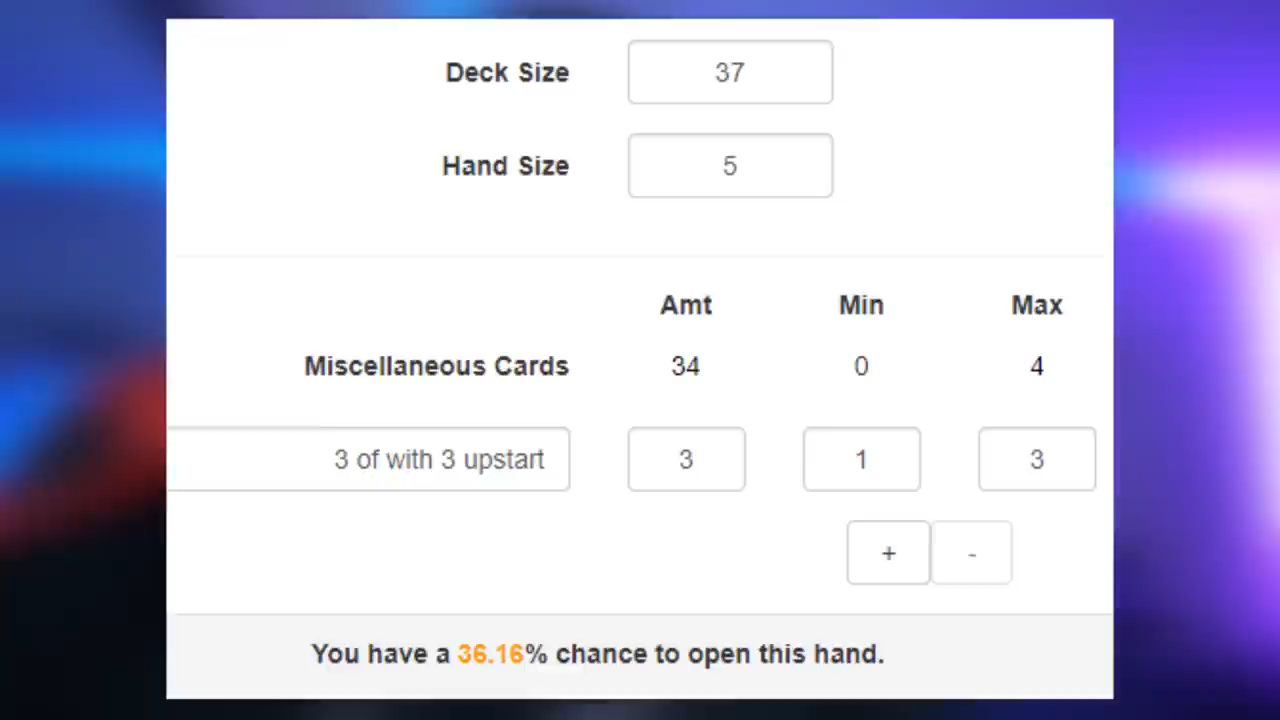 Deck Size 37
Hand Size 5
Amt Min Max
Miscellaneous Cards 34 0 4
3 of with 3 upstart 3 1 3
+ -
You have a 36.16% chance to open this hand.